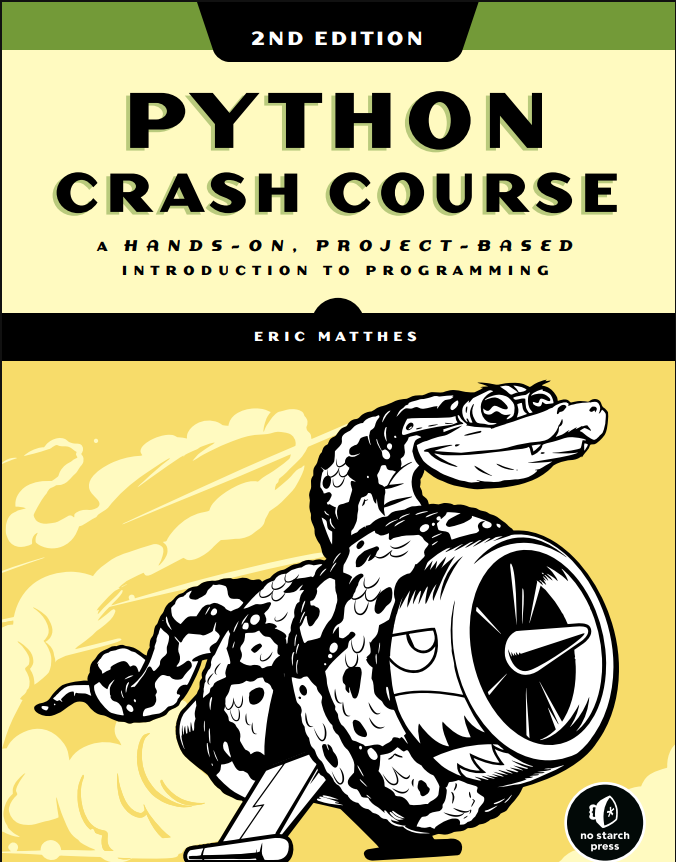 2ND EDITION
PYTHON
CRASH COURSE
A HANDS-ON, PROJECT-BASED
INTRODUCTION TO PROGRAMMING
ERIC MATTHES
no starch
press